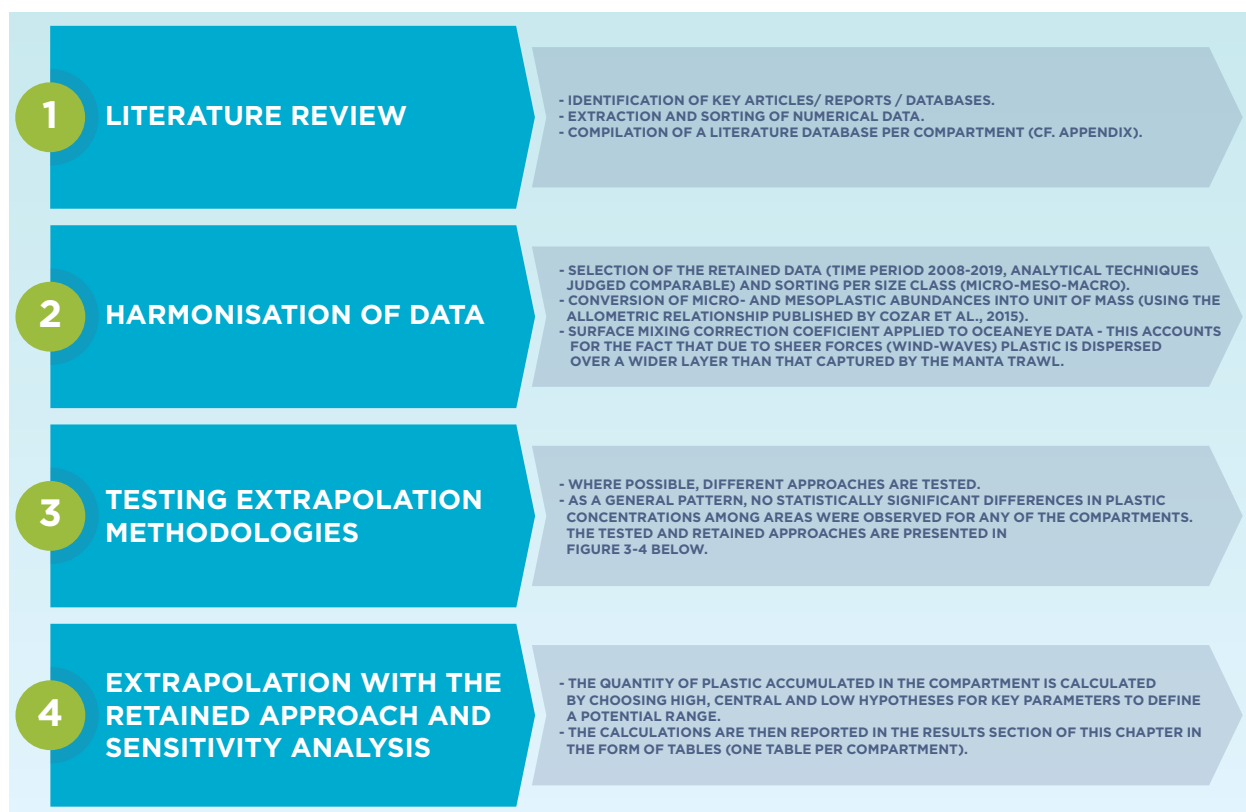 1
LITERATURE REVIEW
- IDENTIFICATION OF KEY ARTICLES/ REPORTS / DATABASES.
- EXTRACTION AND SORTING OF NUMERICAL DATA.
- COMPILATION OF A LITERATURE DATABASE PER COMPARTMENT (CF. APPENDIX).
2
HARMONISATION OF DATA
- SELECTION OF THE RETAINED DATA (TIME PERIOD 2008-2019, ANALYTICAL TECHNIQUES
JUDGED COMPARABLE) AND SORTING PER SIZE CLASS (MICRO-MESO-MACRO).
- CONVERSION OF MICRO- AND MESOPLASTIC ABUNDANCES INTO UNIT OF MASS (USING THE
ALLOMETRIC RELATIONSHIP PUBLISHED BY COZAR ET AL., 2015).
- SURFACE MIXING CORRECTION COEFICIENT APPLIED TO OCEANEYE DATA - THIS ACCOUNTS
FOR THE FACT THAT DUE TO SHEER FORCES (WIND-WAVES) PLASTIC IS DISPERSED
OVER A WIDER LAYER THAN THAT CAPTURED BY THE MANTA TRAWL.
3
TESTING EXTRAPOLATION
METHODOLOGIES
- WHERE POSSIBLE, DIFFERENT APPROACHES ARE TESTED.
- AS A GENERAL PATTERN, NO STATISTICALLY SIGNIFICANT DIFFERENCES IN PLASTIC
CONCENTRATIONS AMONG AREAS WERE OBSERVED FOR ANY OF THE COMPARTMENTS.
THE TESTED AND RETAINED APPROACHES ARE PRESENTED IN
FIGURE 3-4 BELOW.
4
EXTRAPOLATION WITH THE
RETAINED APPROACH AND
SENSITIVITY ANALYSIS
- THE QUANTITY OF PLASTIC ACCUMULATED IN THE COMPARTMENT IS CALCULATED
BY CHOOSING HIGH, CENTRAL AND LOW HYPOTHESES FOR KEY PARAMETERS TO DEFINE
A POTENTIAL RANGE.
- THE CALCULATIONS ARE THEN REPORTED IN THE RESULTS SECTION OF THIS CHAPTER IN
THE FORM OF TABLES (ONE TABLE PER COMPARTMENT).